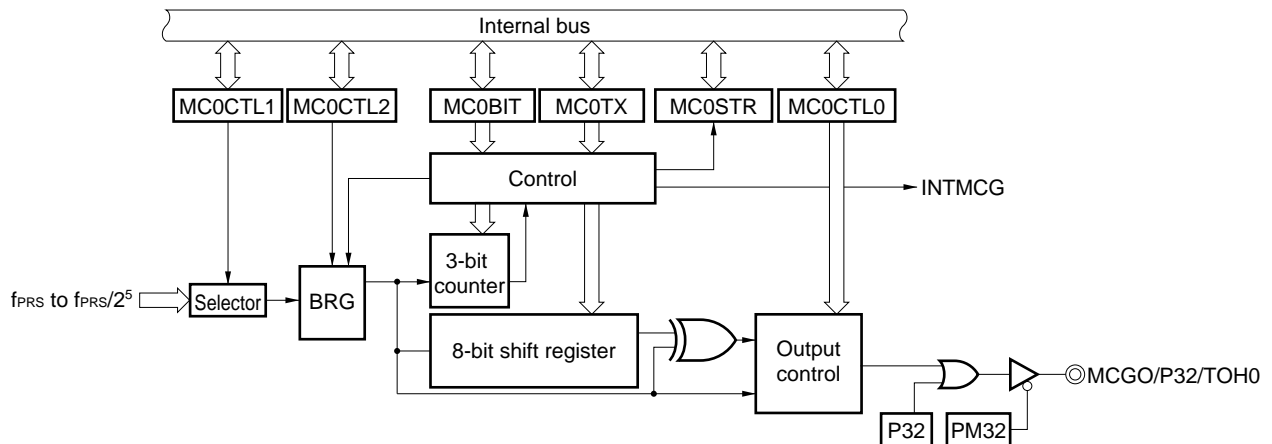 Internal bus
MC0CTL1 MC0CTL2 MC0BIT MC0TX MC0STR MC0CTL0
Control
INTMCG
3-bit
counter
fPRS to fPRS/2⁵
Selector
BRG
8-bit shift register
Output
control
MCGO/P32/TOH0
P32
PM32